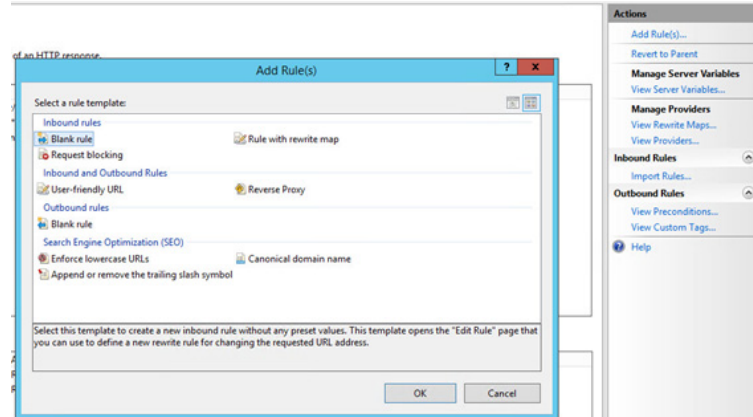 of an HTTP response.
Add Rule(s)
?
x
Select a rule template:
Inbound rules
Blank rule
Rule with rewrite map
Request blocking
Inbound and Outbound Rules
User-friendly URL
Reverse Proxy
Outbound rules
Blank rule
Search Engine Optimization (SEO)
Enforce lowercase URLs
Canonical domain name
Append or remove the trailing slash symbol
Select this template to create a new inbound rule without any preset values. This template opens the "Edit Rule" page that
you can use to define a new rewrite rule for changing the requested URL address.
OK
Cancel
Actions
Add Rule(s)...
Revert to Parent
Manage Server Variables
View Server Variables...
Manage Providers
View Rewrite Maps...
View Providers...
Inbound Rules
Import Rules...
Outbound Rules
View Preconditions...
View Custom Tags...
Help